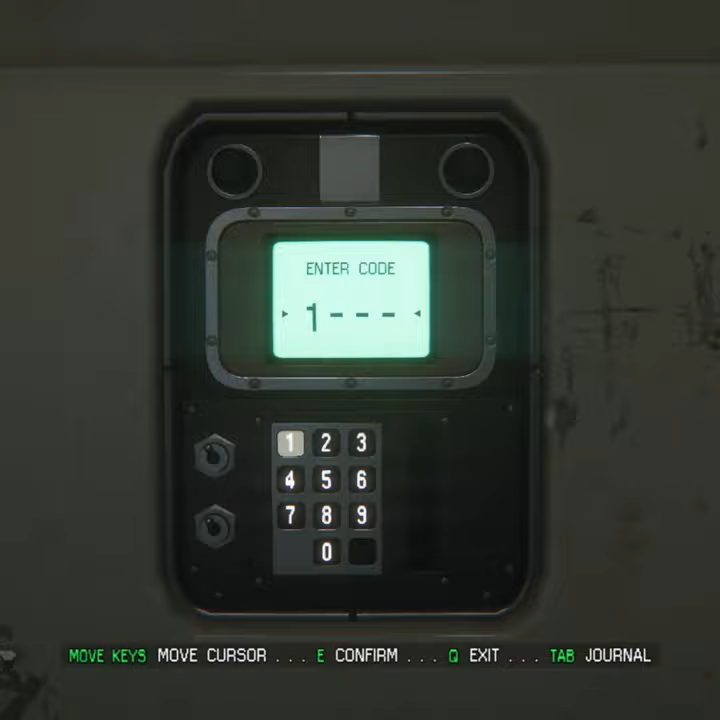 ENTER CODE
1---
1 2 3
4 5 6
7 8 9
0
MOVE KEYS MOVE CURSOR ... E CONFIRM ... Q EXIT ... TAB JOURNAL